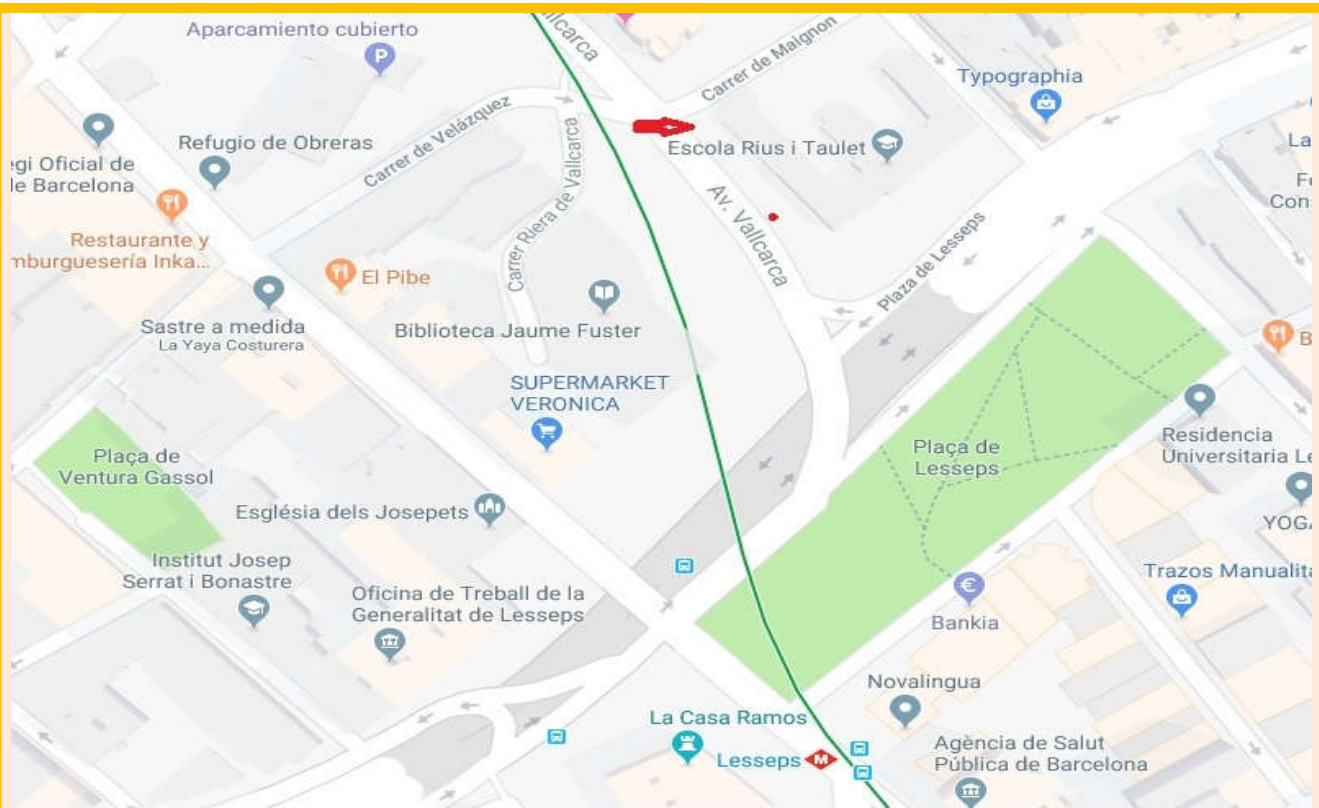 Vallcarca
Aparcamiento cubierto
P
Carrer de Maignon
Typographia
Carrer de Velázquez
Refugio de Obreras
egi Oficial de
de Barcelona
Escola Rius i Taulet
La
Con
Carrer Riera de Vallcarca
Av. Vallcarca
Plaza de Lesseps
Restaurante y
mburguesería Inka...
El Pibe
Sastre a medida
La Yaya Costurera
Biblioteca Jaume Fuster
B
SUPERMARKET
VERONICA
Plaça de
Ventura Gassol
Plaça de
Lesseps
Residencia
Universitaria Le
Església dels Josepets
YOGA
Institut Josep
Serrat i Bonastre
Oficina de Treball de la
Generalitat de Lesseps
€
Bankia
Trazos Manualita
Novalingua
La Casa Ramos
Lesseps
M
Agència de Salut
Pública de Barcelona